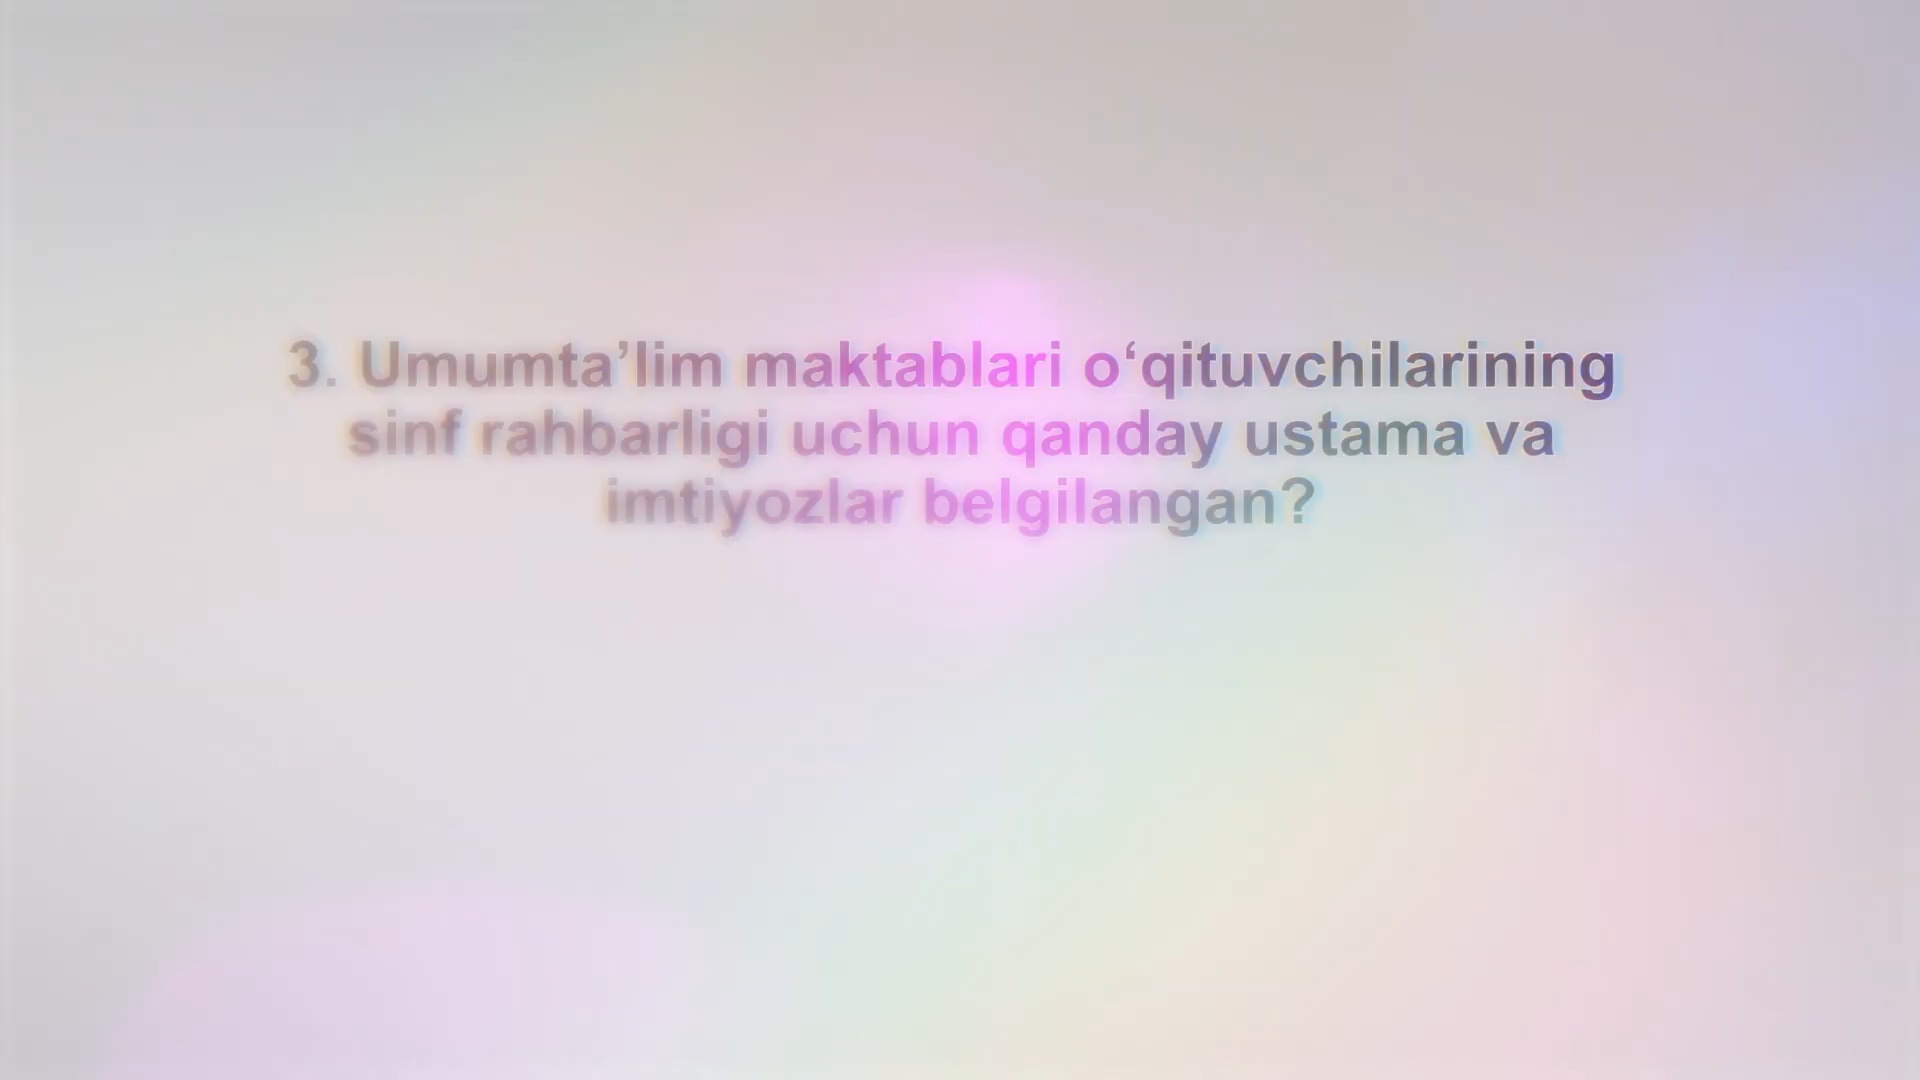 3. Umumta’lim maktablari o‘qituvchilarining
sinf rahbarligi uchun qanday ustama va
imtiyozlar belgilangan?